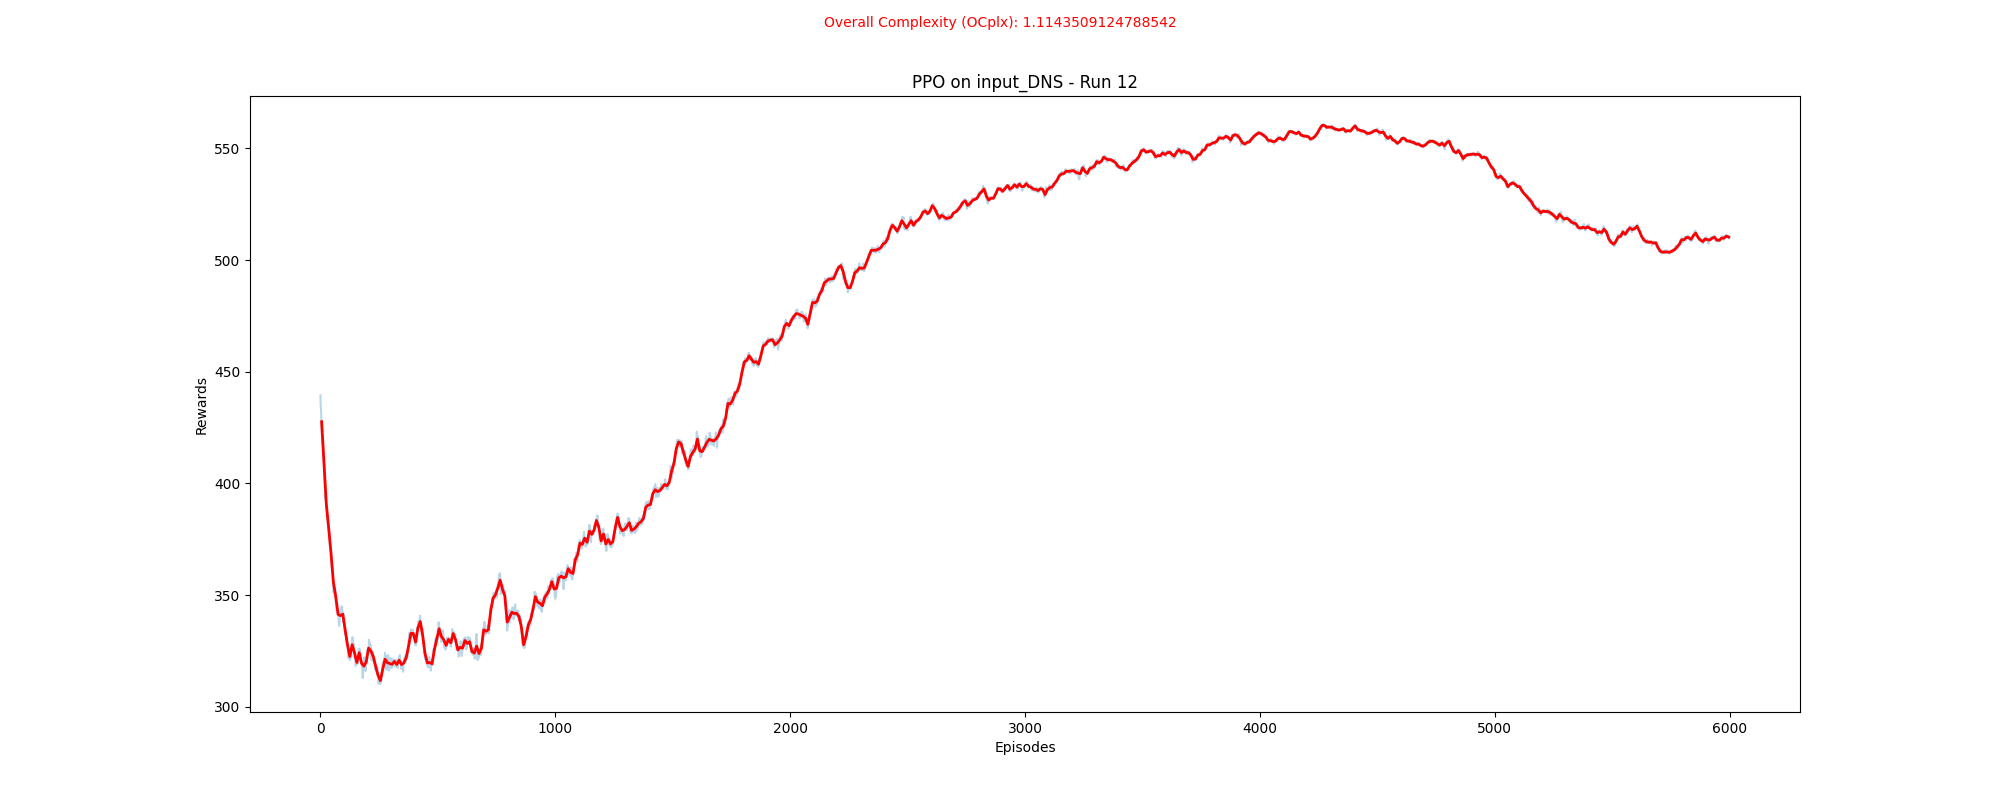 Overall Complexity (OCplx): 1.1143509124788542
PPO on input_DNS - Run 12
550
500
450
400
350
300
Rewards
0 1000 2000 3000 4000 5000 6000
Episodes